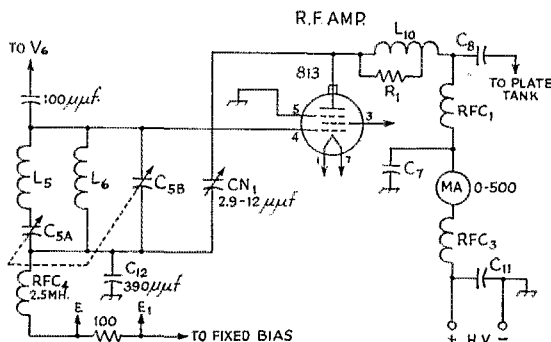 R.F. AMP.
TO V6
100μμf.
L5
L6
C5A
C5B
CN1
2.9-12 μμf
C12
390μμf
RFC4
2.5MH.
E
100
E1
TO FIXED BIAS
813
5
4
3
1
7
L10
R1
C8
TO PLATE
TANK
RFC1
C7
MA
0-500
RFC3
C11
+ H.V. −